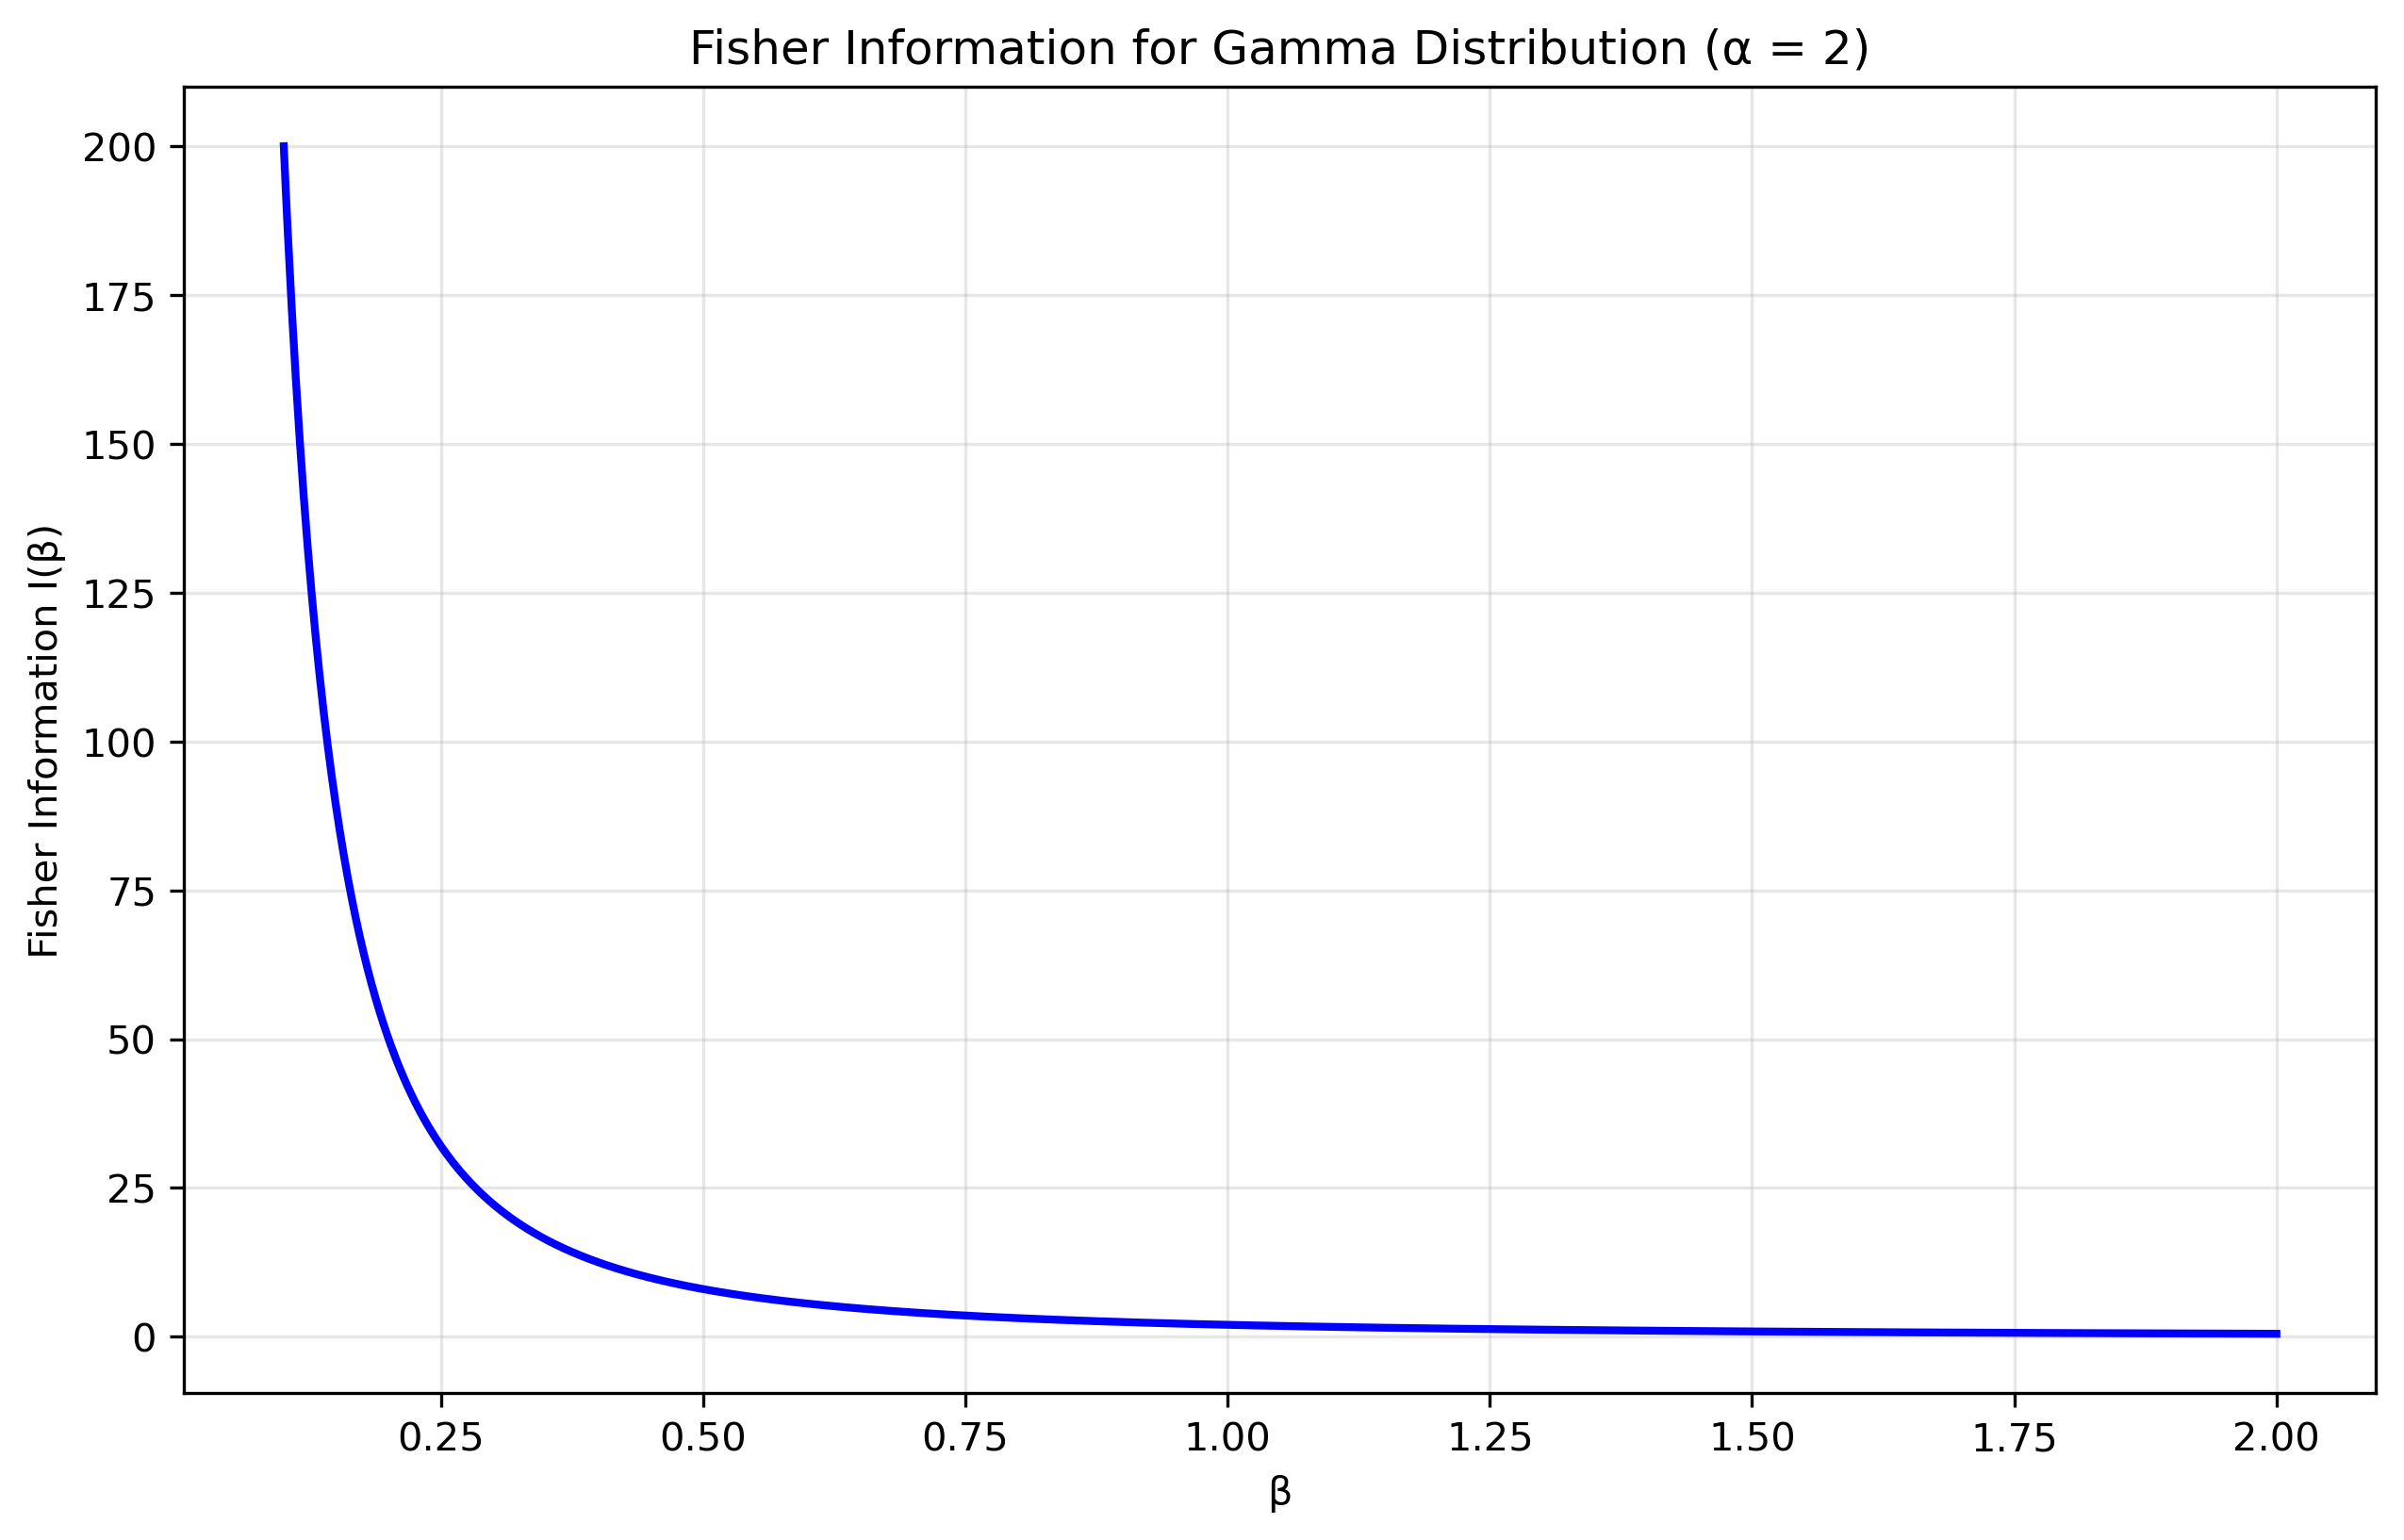 Fisher Information for Gamma Distribution (α = 2)
Fisher Information I(β)
200
175
150
125
100
75
50
25
0
0.25 0.50 0.75 1.00 1.25 1.50 1.75 2.00
β